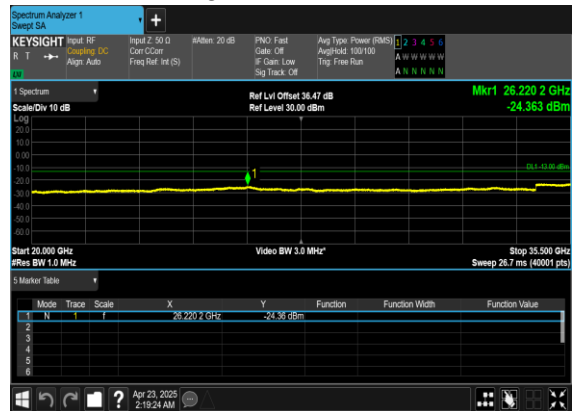 Spectrum Analyzer 1
Swept SA
+
KEYSIGHT Input: RF Input Z: 50 Ω #Atten: 20 dB PNO: Fast Avg Type: Power (RMS) 1 2 3 4 5 6
R T Coupling: DC Corr CCorr Gate: Off Avg|Hold: 100/100 A W W W W W
Align: Auto Freq Ref: Int (S) IF Gain: Low Trig: Free Run
LW Sig Track: Off A N N N N N
1 Spectrum Ref Lvl Offset 36.47 dB Mkr1 26.220 2 GHz
Scale/Div 10 dB Ref Level 30.00 dBm -24.363 dBm
Log
20.0
10.0
0.00
-10.0 1 DL1 -13.00 dBm
-20.0
-30.0
-40.0
-50.0
-60.0
Start 20.000 GHz Video BW 3.0 MHz* Stop 35.500 GHz
#Res BW 1.0 MHz Sweep 26.7 ms (40001 pts)
5 Marker Table
Mode Trace Scale X Y Function Function Width Function Value
1 N 1 f 26.220 2 GHz -24.36 dBm
2
3
4
5
6
? Apr 23, 2025
2:19:24 AM